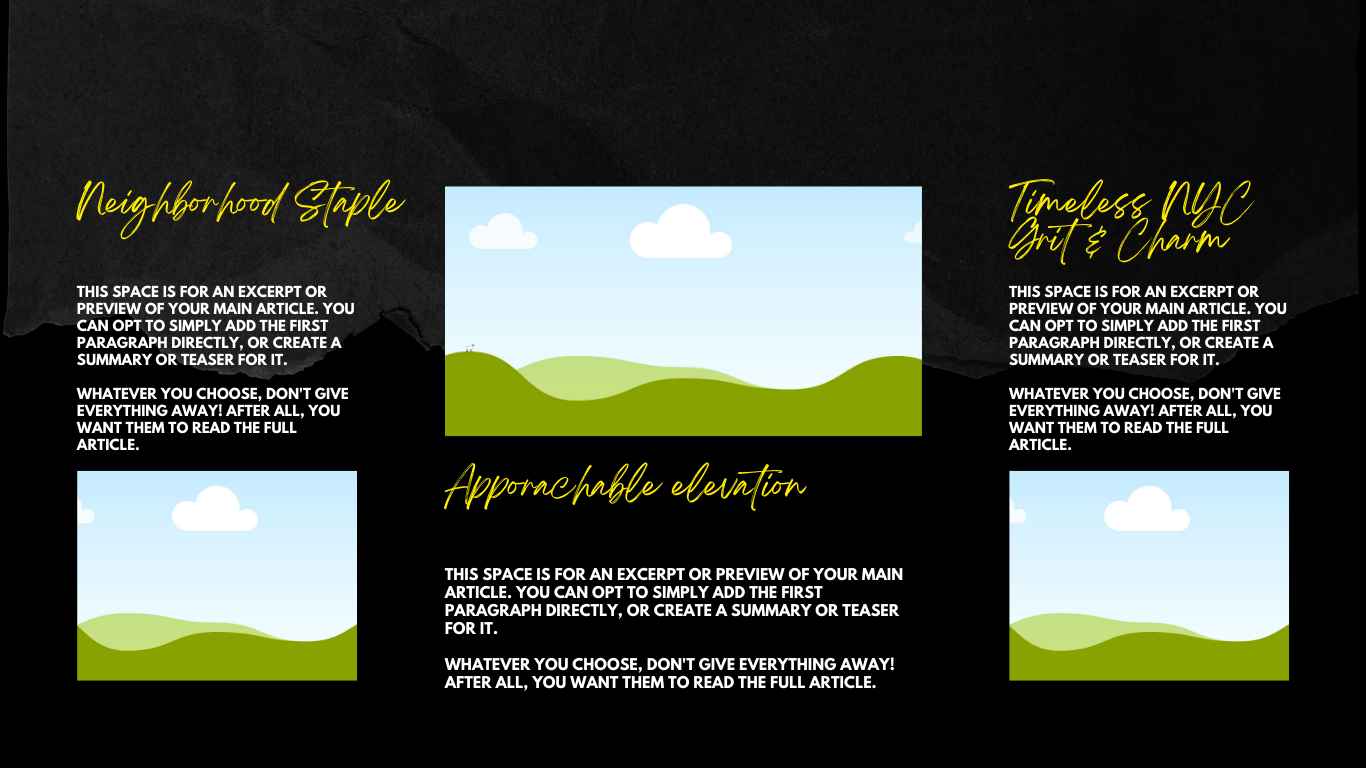 Neighborhood Staple
THIS SPACE IS FOR AN EXCERPT OR
PREVIEW OF YOUR MAIN ARTICLE. YOU
CAN OPT TO SIMPLY ADD THE FIRST
PARAGRAPH DIRECTLY, OR CREATE A
SUMMARY OR TEASER FOR IT.
WHATEVER YOU CHOOSE, DON'T GIVE
EVERYTHING AWAY! AFTER ALL, YOU
WANT THEM TO READ THE FULL
ARTICLE.
Apporachable elevation
THIS SPACE IS FOR AN EXCERPT OR PREVIEW OF YOUR MAIN
ARTICLE. YOU CAN OPT TO SIMPLY ADD THE FIRST
PARAGRAPH DIRECTLY, OR CREATE A SUMMARY OR TEASER
FOR IT.
WHATEVER YOU CHOOSE, DON'T GIVE EVERYTHING AWAY!
AFTER ALL, YOU WANT THEM TO READ THE FULL ARTICLE.
Timeless NYC
Grit & Charm
THIS SPACE IS FOR AN EXCERPT OR
PREVIEW OF YOUR MAIN ARTICLE. YOU
CAN OPT TO SIMPLY ADD THE FIRST
PARAGRAPH DIRECTLY, OR CREATE A
SUMMARY OR TEASER FOR IT.
WHATEVER YOU CHOOSE, DON'T GIVE
EVERYTHING AWAY! AFTER ALL, YOU
WANT THEM TO READ THE FULL
ARTICLE.